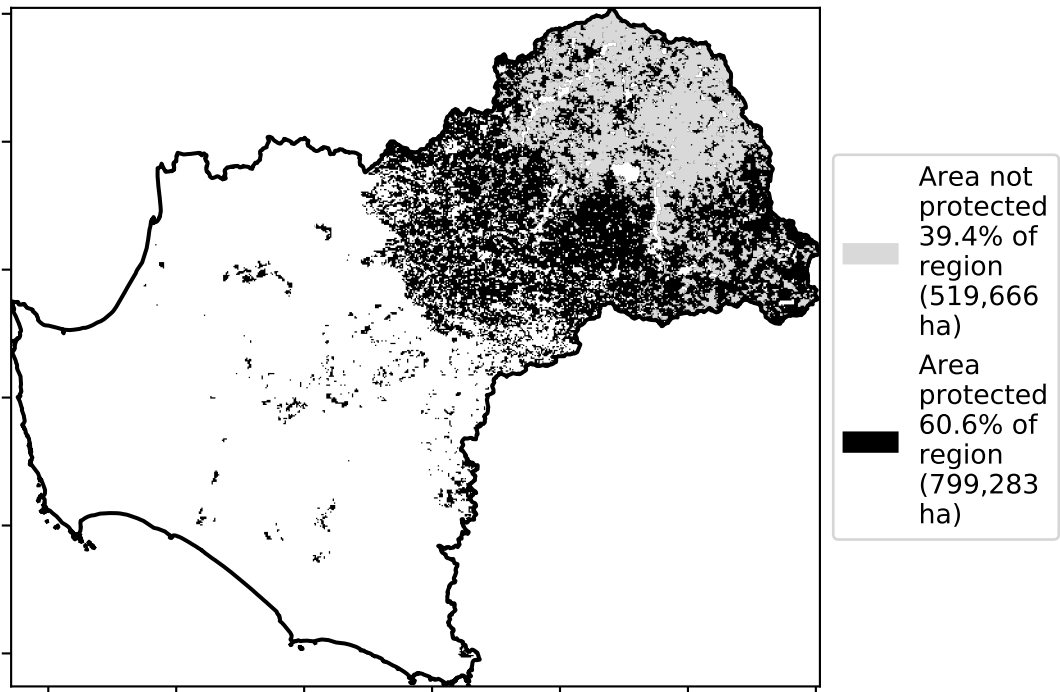 Area not
protected
39.4% of
region
(519,666
ha)
Area
protected
60.6% of
region
(799,283
ha)